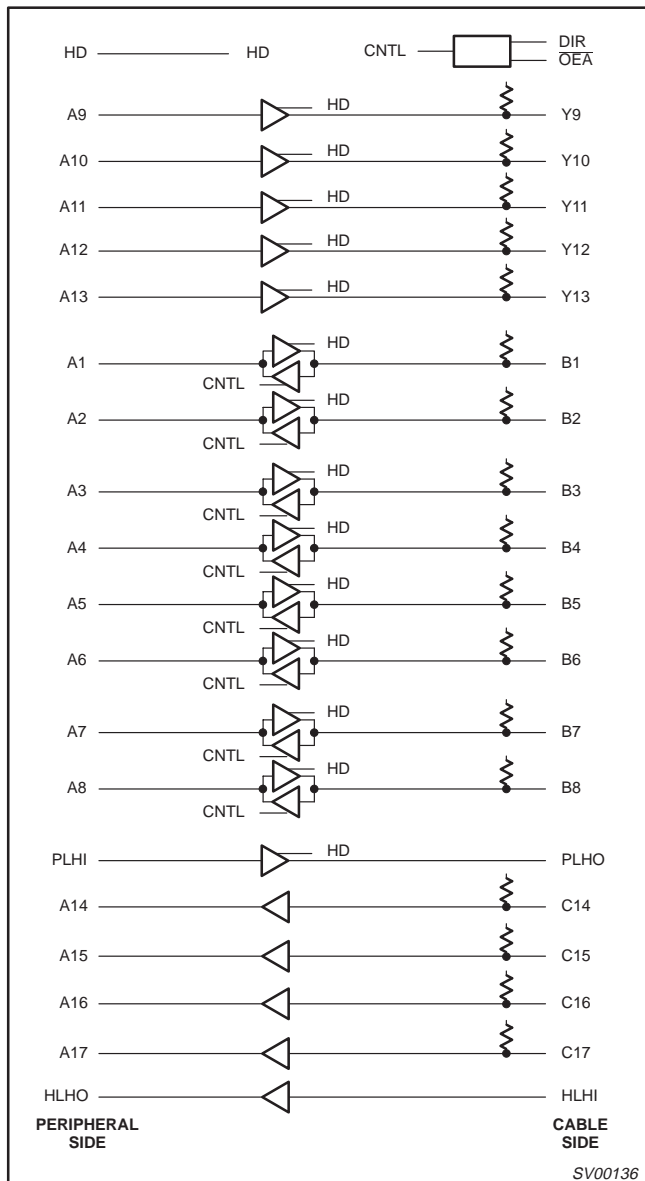 HD HD CNTL DIR
OEA
A9 HD Y9
A10 HD Y10
A11 HD Y11
A12 HD Y12
A13 HD Y13
A1 HD B1
CNTL
A2 HD B2
CNTL
A3 HD B3
CNTL
A4 HD B4
CNTL
A5 HD B5
CNTL
A6 HD B6
CNTL
A7 HD B7
CNTL
A8 HD B8
CNTL
PLHI HD PLHO
A14 C14
A15 C15
A16 C16
A17 C17
HLHO HLHI
PERIPHERAL CABLE
SIDE SIDE
SV00136